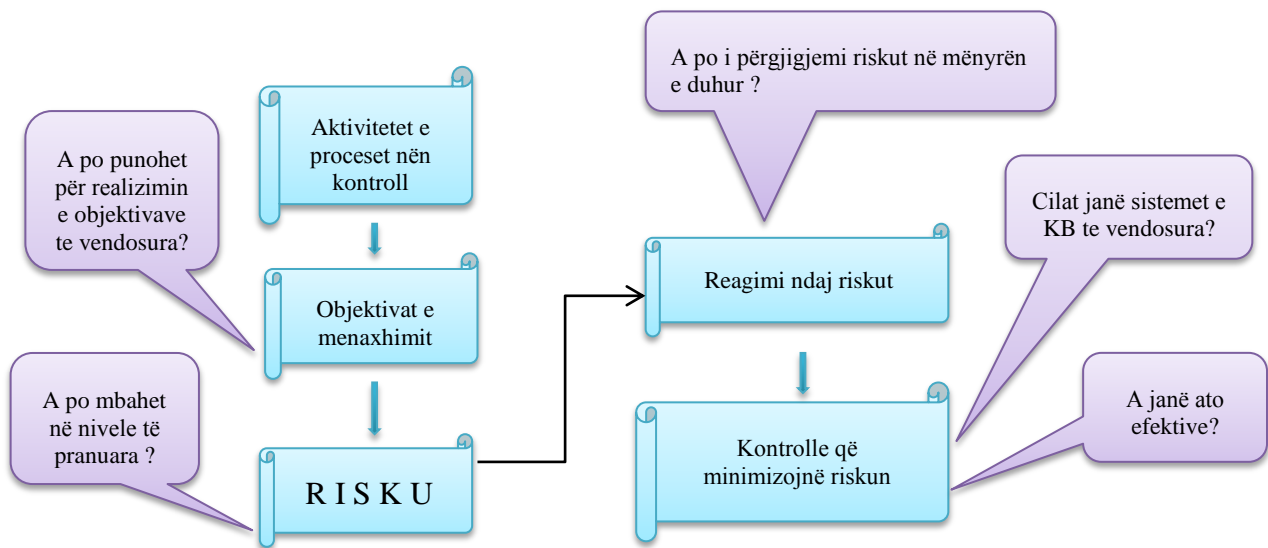 Aktivitetet e
proceset nën
kontroll
A po punohet
për realizimin
e objektivave
te vendosura?
Objektivat e
menaxhimit
A po mbahet
në nivele të
pranuara ?
R I S K U
A po i përgjigjemi riskut në mënyrën
e duhur ?
Reagimi ndaj riskut
Cilat janë sistemet e
KB te vendosura?
Kontrolle që
minimizojnë riskun
A janë ato
efektive?